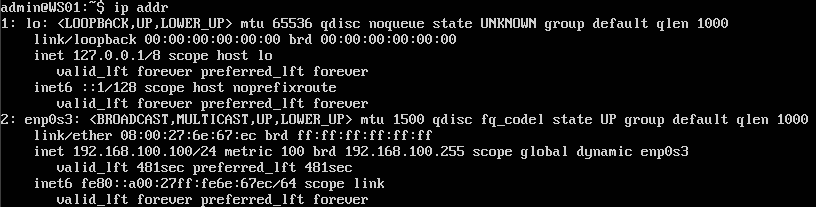 admin@WS01:~$ ip addr
1: lo: <LOOPBACK,UP,LOWER_UP> mtu 65536 qdisc noqueue state UNKNOWN group default qlen 1000
    link/loopback 00:00:00:00:00:00 brd 00:00:00:00:00:00
    inet 127.0.0.1/8 scope host lo
       valid_lft forever preferred_lft forever
    inet6 ::1/128 scope host noprefixroute
       valid_lft forever preferred_lft forever
2: enp0s3: <BROADCAST,MULTICAST,UP,LOWER_UP> mtu 1500 qdisc fq_codel state UP group default qlen 1000
    link/ether 08:00:27:6e:67:ec brd ff:ff:ff:ff:ff:ff
    inet 192.168.100.100/24 metric 100 brd 192.168.100.255 scope global dynamic enp0s3
       valid_lft 481sec preferred_lft 481sec
    inet6 fe80::a00:27ff:fe6e:67ec/64 scope link
       valid_lft forever preferred_lft forever